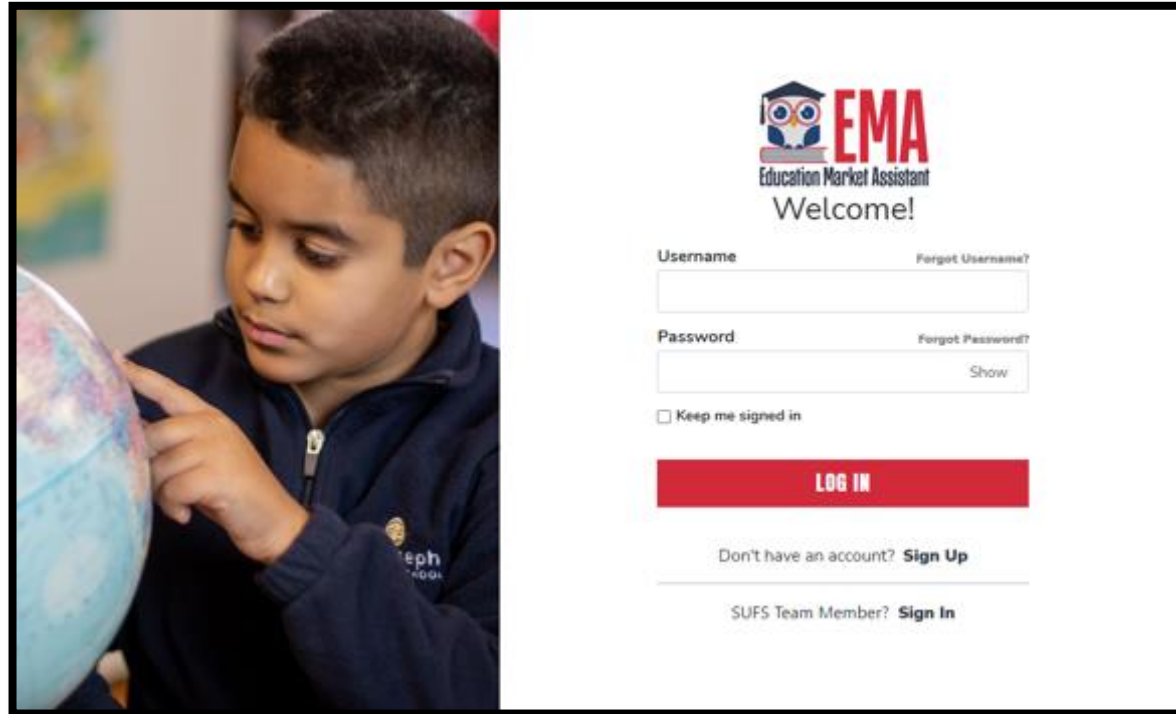 EMA
Education Market Assistant
Welcome!
Username
Forgot Username?
Password
Forgot Password?
Show
Keep me signed in
LOG IN
Don't have an account? Sign Up
SUFS Team Member? Sign In
eph